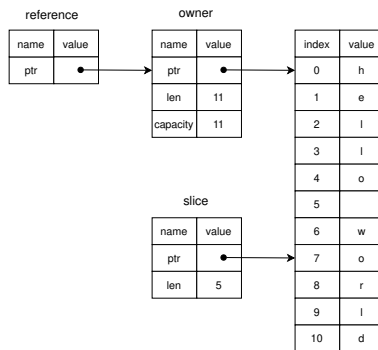 reference
name value
ptr
owner
name value
ptr
len 11
capacity 11
slice
name value
ptr
len 5
index value
0 h
1 e
2 l
3 l
4 o
5
6 w
7 o
8 r
9 l
10 d